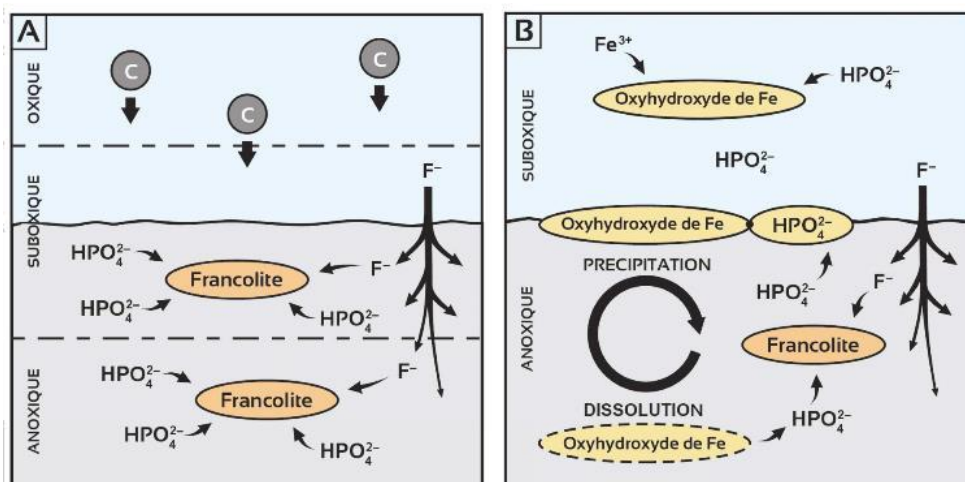 A
C
C
C
OXIQUE
SUBOXIQUE
ANOXIQUE
F⁻
HPO₄²⁻
Francolite
F⁻
HPO₄²⁻
HPO₄²⁻
HPO₄²⁻
F⁻
Francolite
HPO₄²⁻
HPO₄²⁻
B
SUBOXIQUE
ANOXIQUE
Fe³⁺
Oxyhydroxyde de Fe
HPO₄²⁻
HPO₄²⁻
F⁻
Oxyhydroxyde de Fe
HPO₄²⁻
PRECIPITATION
HPO₄²⁻
F⁻
Francolite
DISSOLUTION
HPO₄²⁻
Oxyhydroxyde de Fe